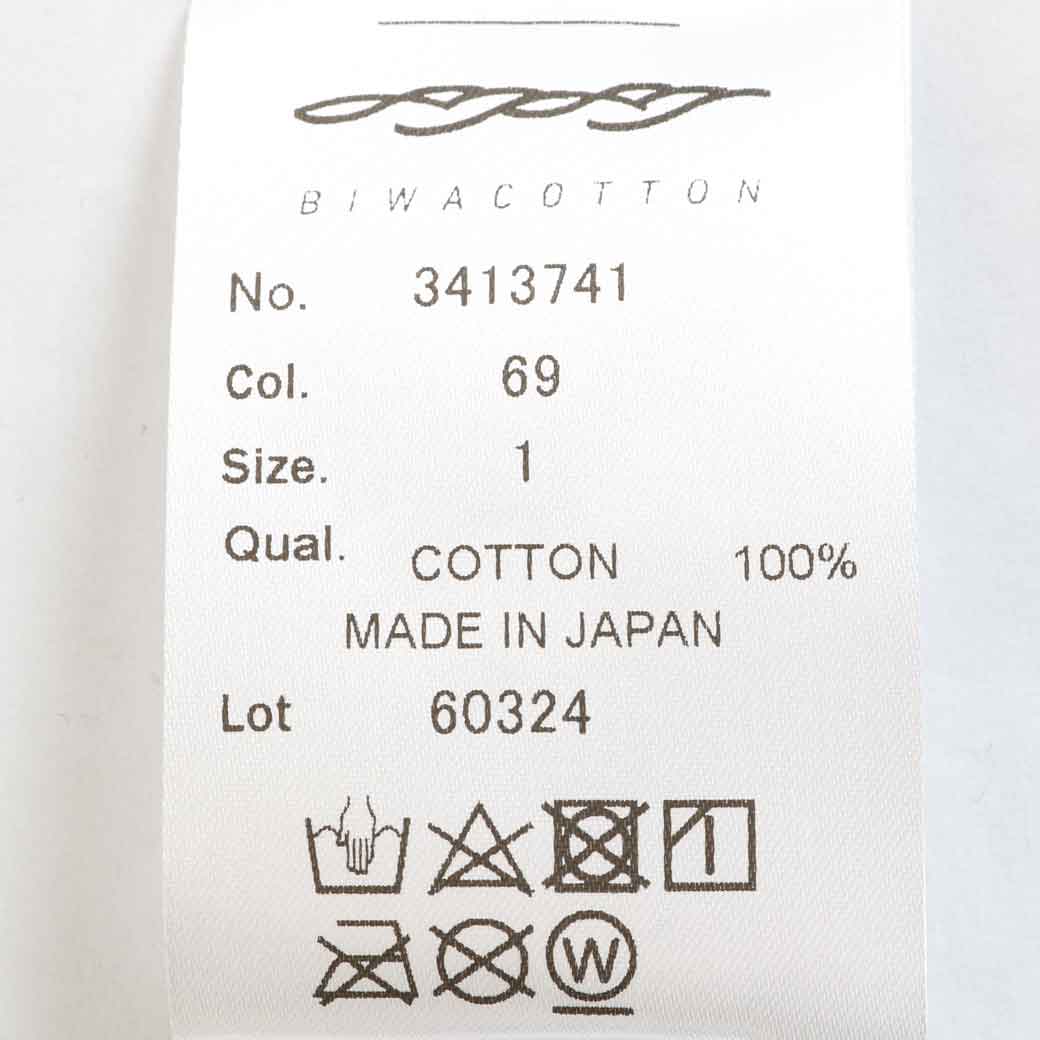 BIWACOTTON
No. 3413741
Col. 69
Size. 1
Qual. COTTON 100%
MADE IN JAPAN
Lot 60324
W